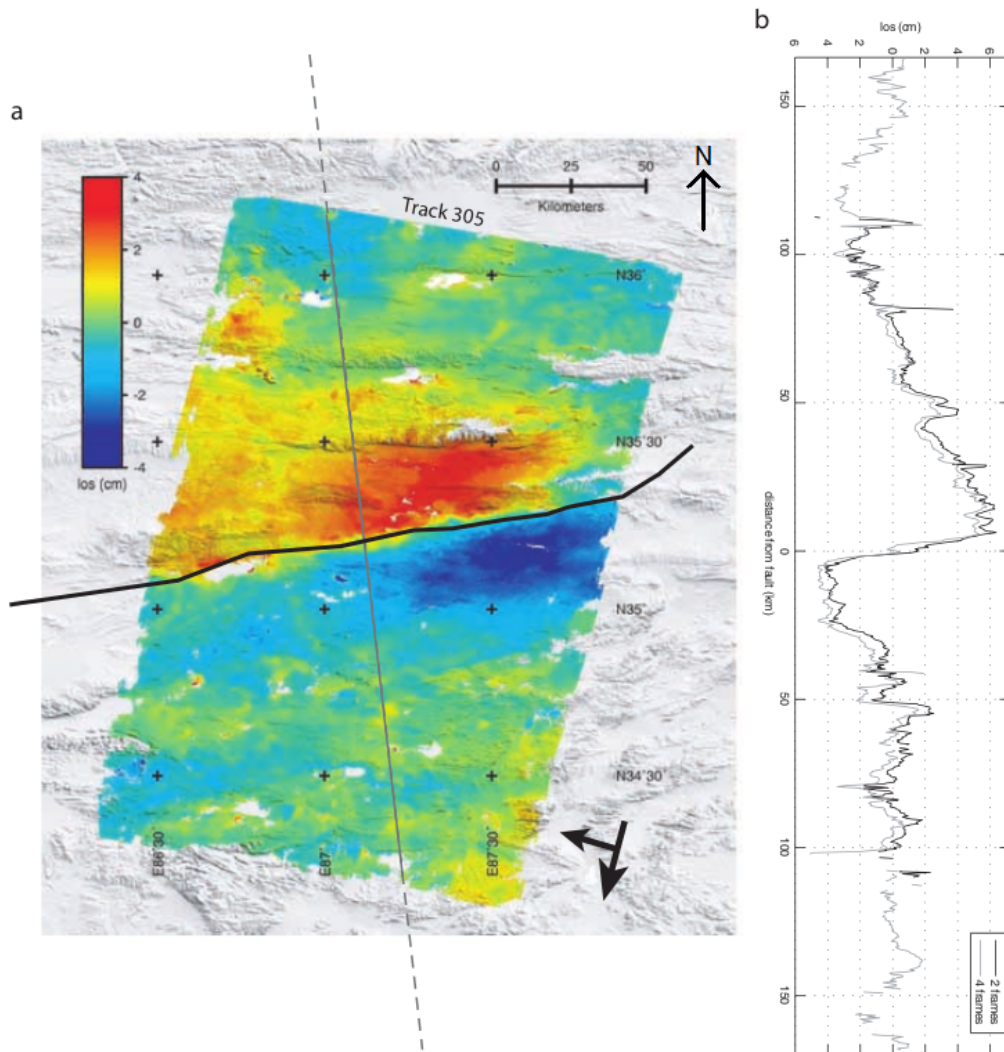 a
4
2
0
-2
-4
los (cm)
0 25 50
Kilometers
N
Track 305
N36°
N35°30'
N35°
N34°30'
E86°30'
E87°
E87°30'
b
los (cm)
6 4 2 0 2 4 6
150
100
50
0
50
100
150
distance from fault (km)
2 frames
4 frames